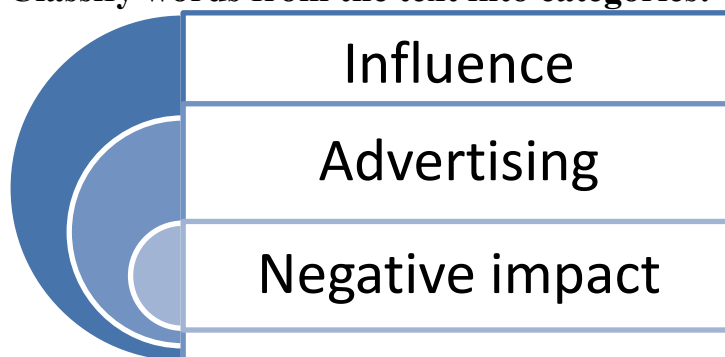 Classify words from the text into categories.
Influence
Advertising
Negative impact